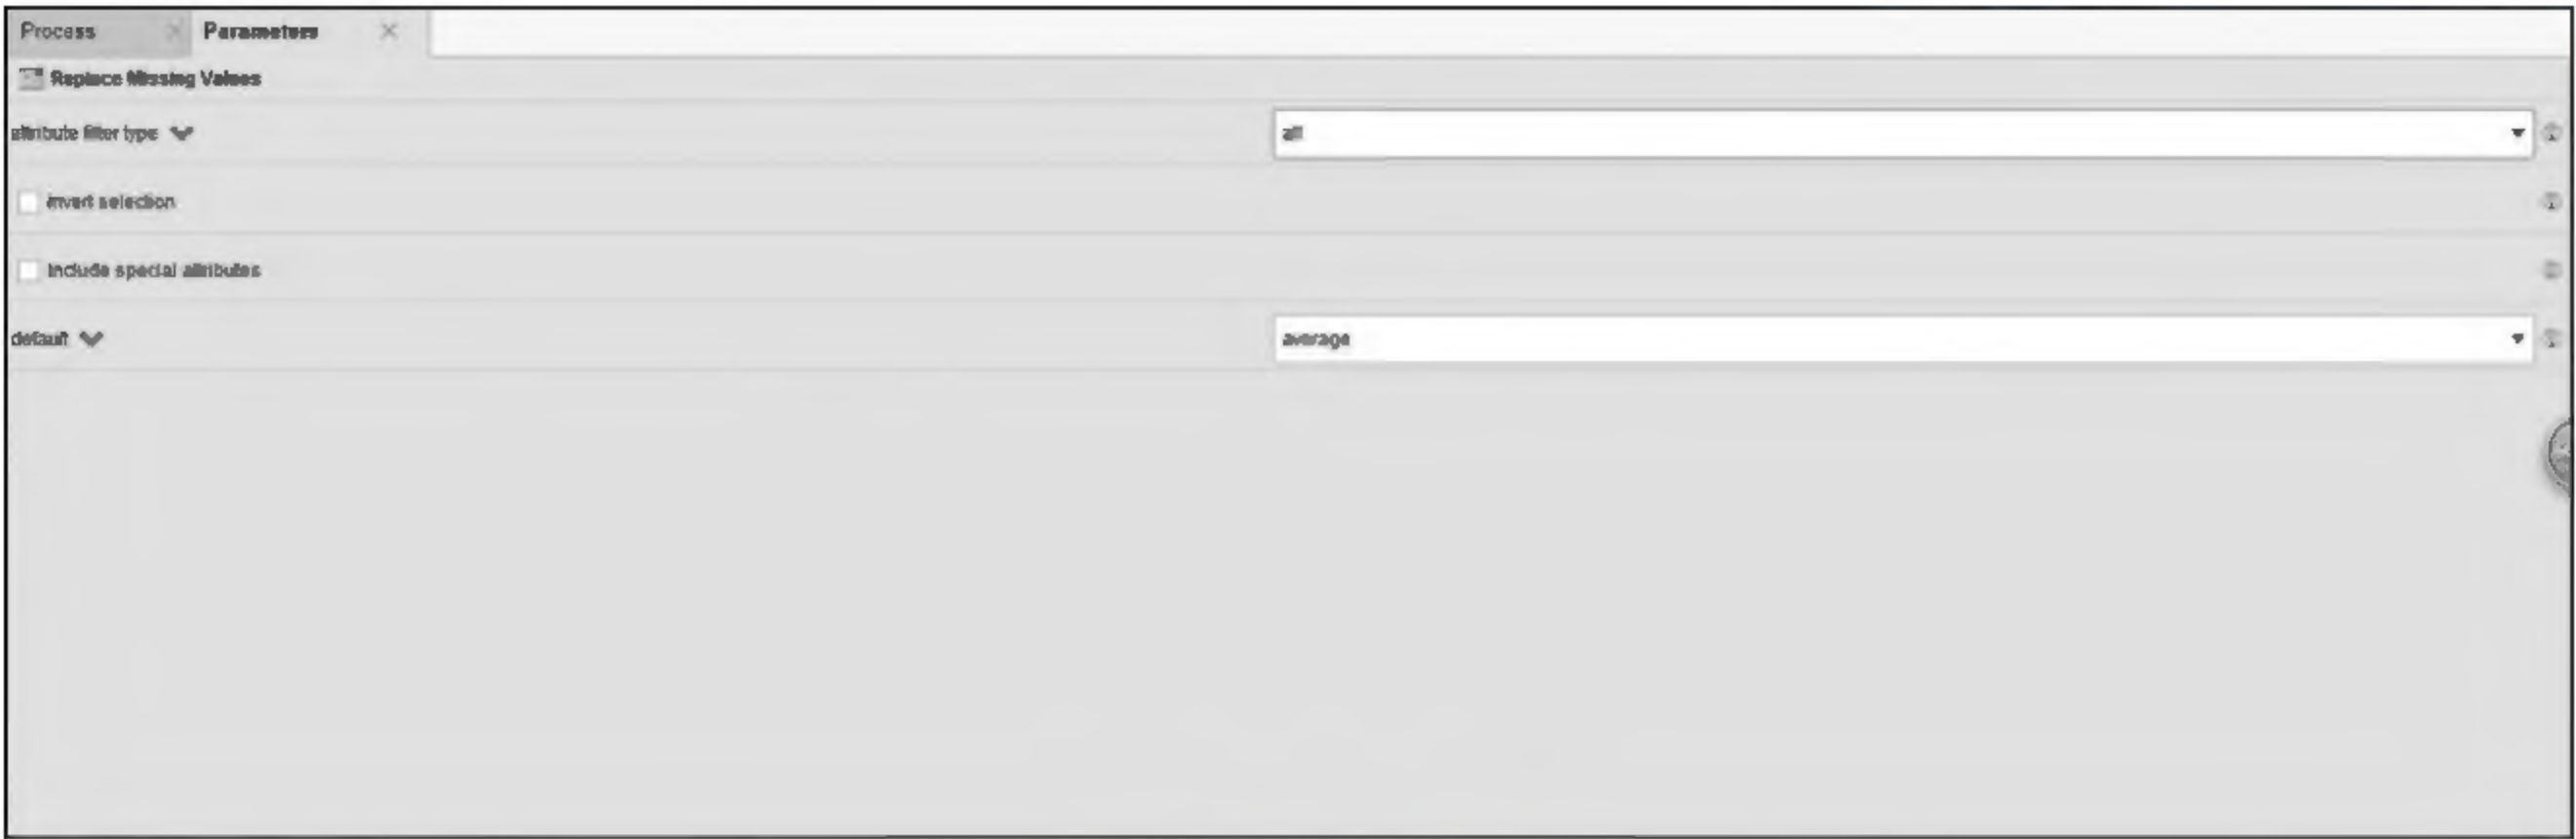 Process Parameters
Replace Missing Values
attribute filter type all
invert selection
include special attributes
default average